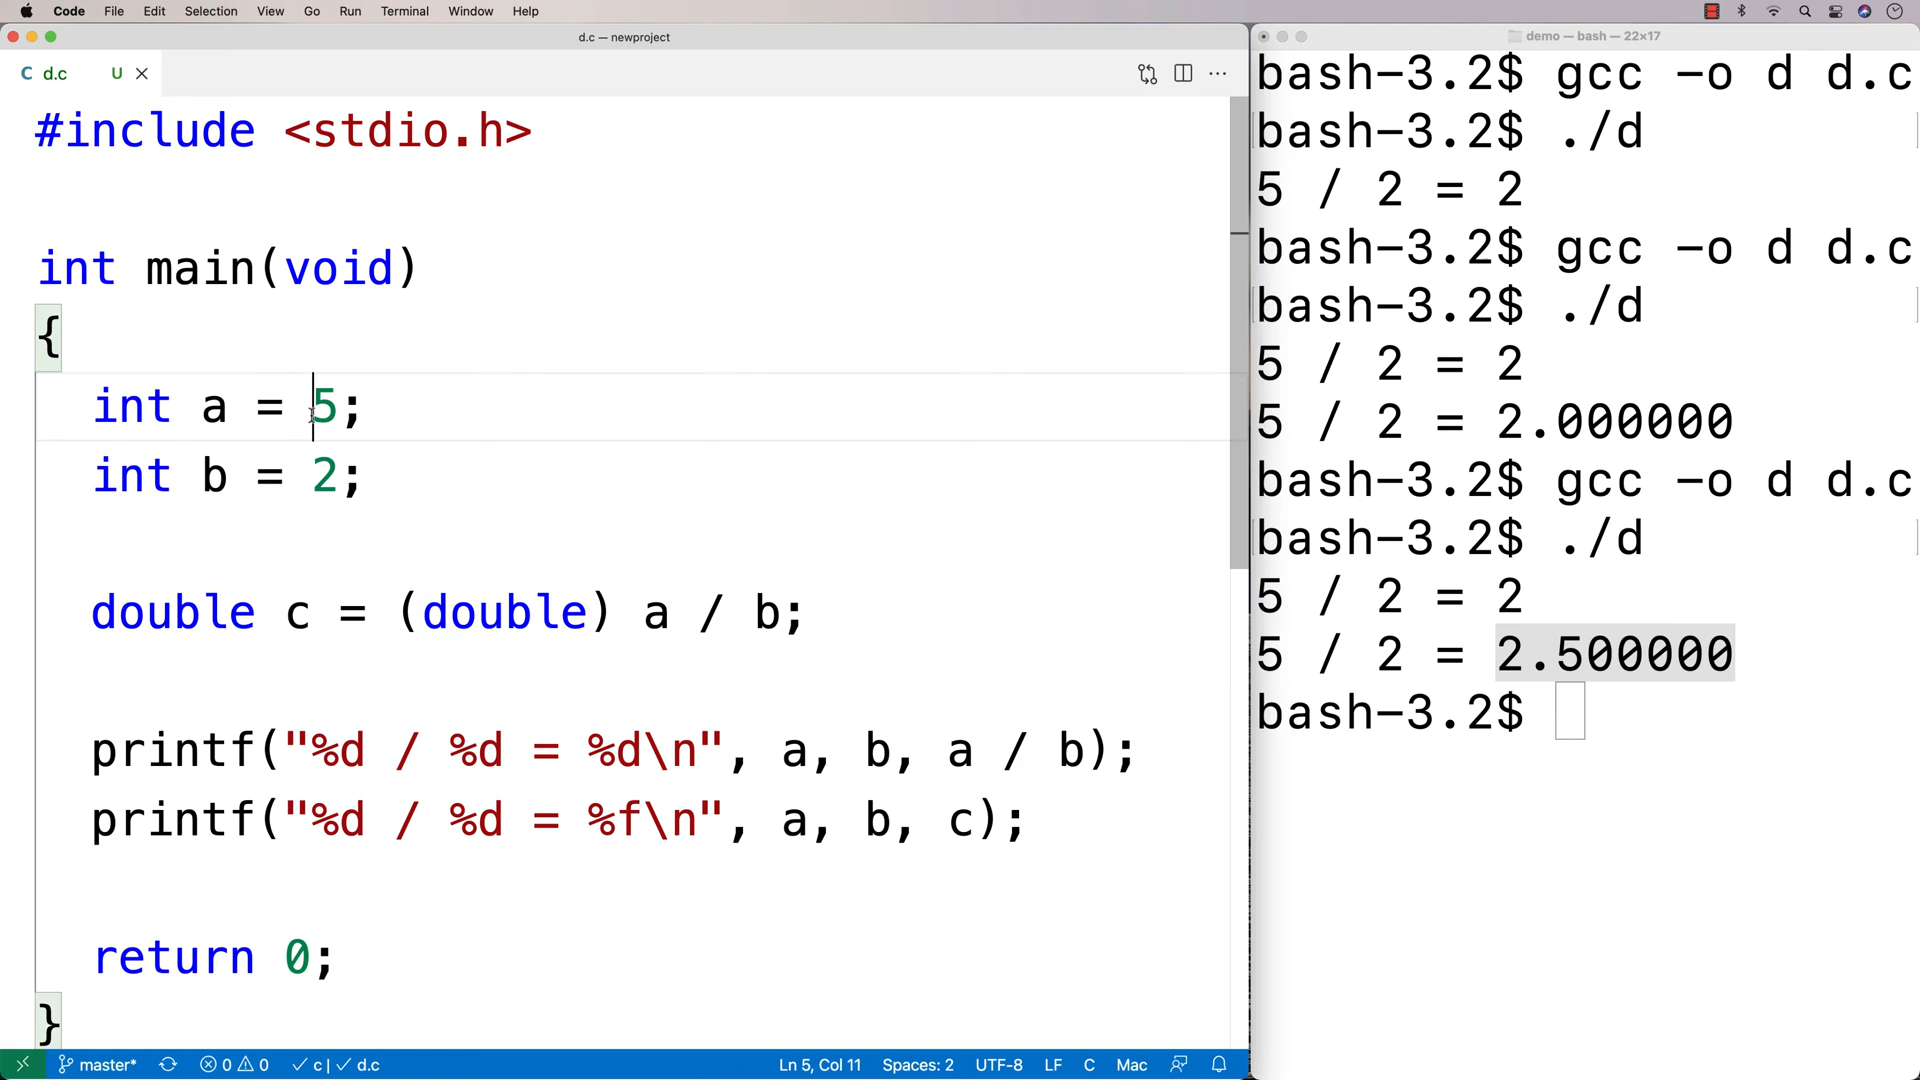 Code File Edit Selection View Go Run Terminal Window Help
d.c — newproject
C d.c U
#include <stdio.h>
int main(void)
{
int a = 5;
int b = 2;
double c = (double) a / b;
printf("%d / %d = %d\n", a, b, a / b);
printf("%d / %d = %f\n", a, b, c);
return 0;
}
master* 0 0 c | d.c Ln 5, Col 11 Spaces: 2 UTF-8 LF C Mac
demo — bash — 22×17
bash-3.2$ gcc -o d d.c
bash-3.2$ ./d
5 / 2 = 2
bash-3.2$ gcc -o d d.c
bash-3.2$ ./d
5 / 2 = 2
5 / 2 = 2.000000
bash-3.2$ gcc -o d d.c
bash-3.2$ ./d
5 / 2 = 2
5 / 2 = 2.500000
bash-3.2$